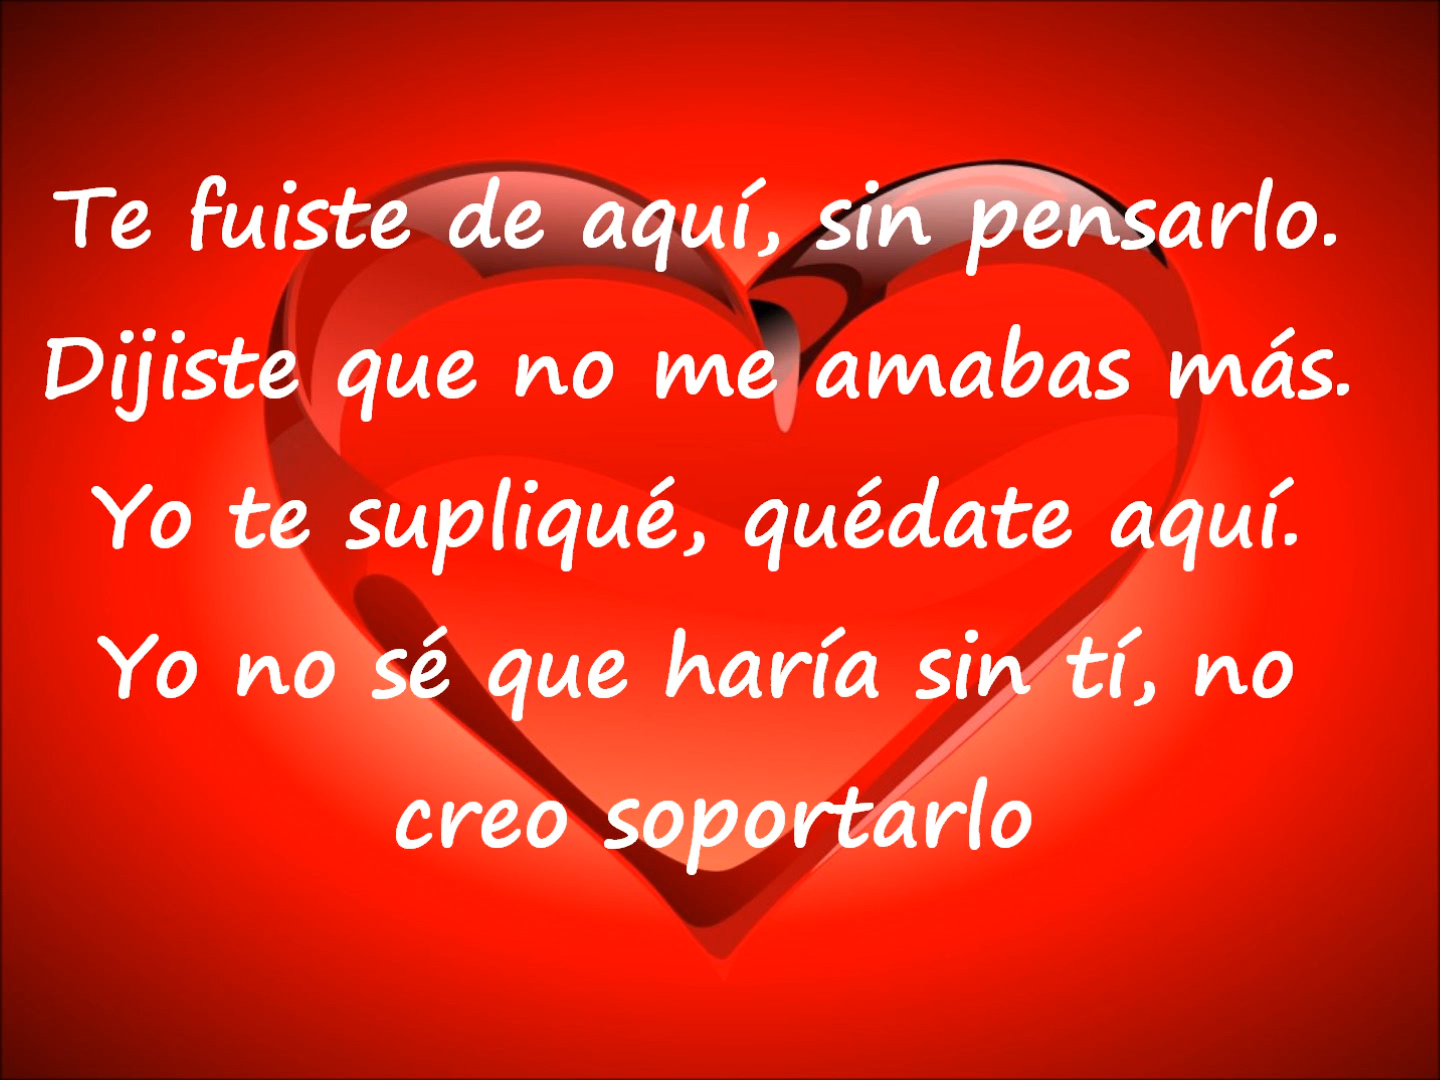 Te fuiste de aquí, sin pensarlo.
Dijiste que no me amabas más.
Yo te supliqué, quédate aquí.
Yo no sé que haría sin tí, no
creo soportarlo